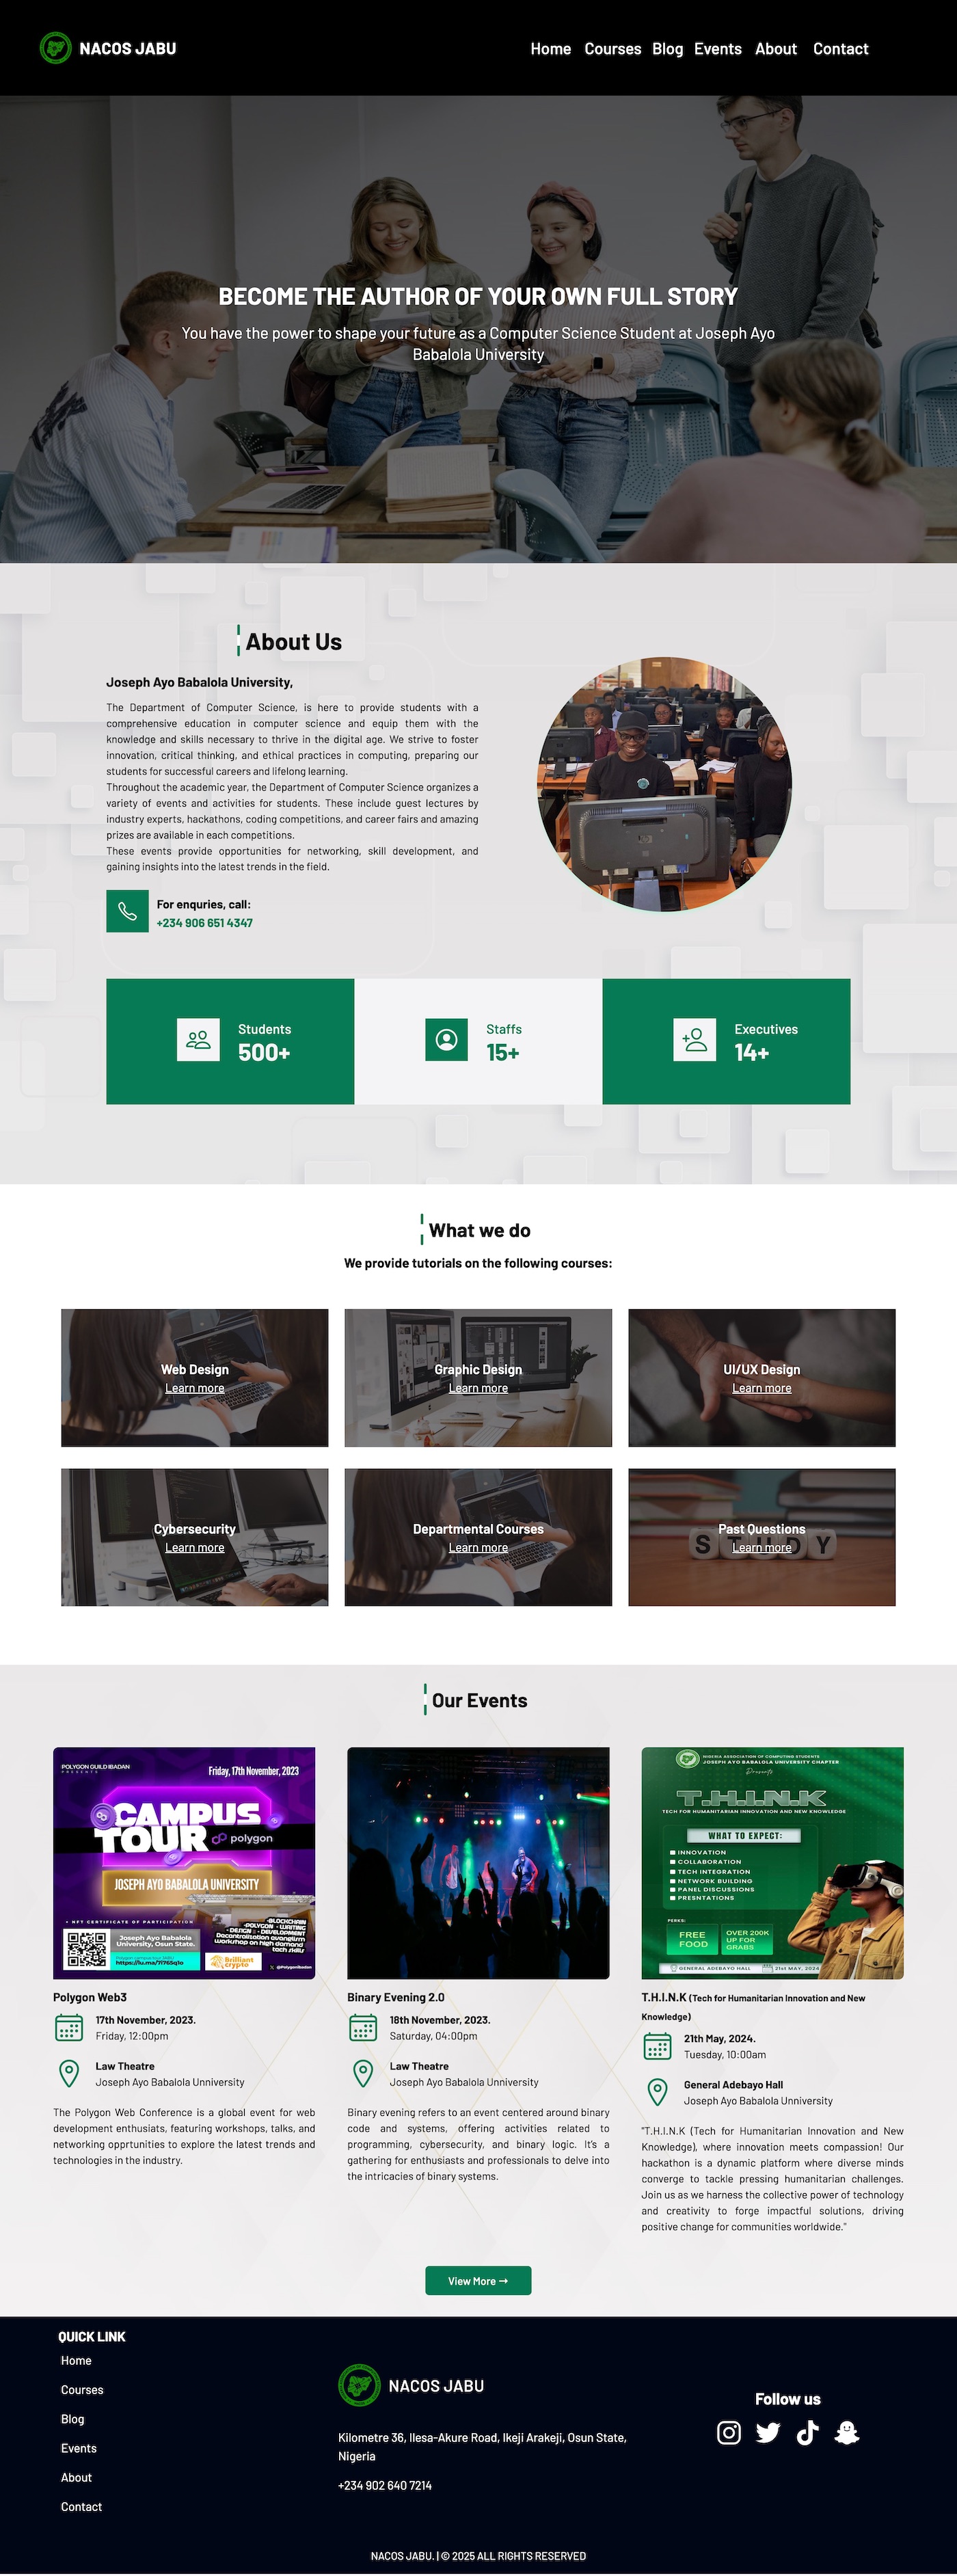 NACOS JABU
Home Courses Blog Events About Contact
BECOME THE AUTHOR OF YOUR OWN FULL STORY
You have the power to shape your future as a Computer Science Student at Joseph Ayo
Babalola University
About Us
Joseph Ayo Babalola University,
The Department of Computer Science, is here to provide students with a
comprehensive education in computer science and equip them with the
knowledge and skills necessary to thrive in the digital age. We strive to foster
innovation, critical thinking, and ethical practices in computing, preparing our
students for successful careers and lifelong learning.
Throughout the academic year, the Department of Computer Science organizes a
variety of events and activities for students. These include guest lectures by
industry experts, hackathons, coding competitions, and career fairs and amazing
prizes are available in each competitions.
These events provide opportunities for networking, skill development, and
gaining insights into the latest trends in the field.
For enquries, call:
+234 906 651 4347
Students
500+
Staffs
15+
Executives
14+
What we do
We provide tutorials on the following courses:
Web Design
Learn more
Graphic Design
Learn more
UI/UX Design
Learn more
Cybersecurity
Learn more
Departmental Courses
Learn more
Past Questions
Learn more
STUDY
Our Events
POLYGON GUILD IBADAN
PRESENTS
Friday, 17th November, 2023
CAMPUS
TOUR
polygon
JOSEPH AYO BABALOLA UNIVERSITY
• NFT CERTIFICATE OF PARTICIPATION
Joseph Ayo Babalola
University, Osun State.
-BLOCKCHAIN
-POLYGON -WRITING
-DESIGN -DEVELOPMENT
Decentralisation avangelism
workshop on high demand
tech skills
Brilliant
crypto
@PolygonIbadan
Polygon Web3
17th November, 2023.
Friday, 12:00pm
Law Theatre
Joseph Ayo Babalola Unniversity
The Polygon Web Conference is a global event for web
development enthusiats, featuring workshops, talks, and
networking opprtunities to explore the latest trends and
technologies in the industry.
Binary Evening 2.0
18th November, 2023.
Saturday, 04:00pm
Law Theatre
Joseph Ayo Babalola Unniversity
Binary evening refers to an event centered around binary
code and systems, offering activities related to
programming, cybersecurity, and binary logic. It's a
gathering for enthusiasts and professionals to delve into
the intricacies of binary systems.
NIGERIA ASSOCIATION OF COMPUTING STUDENTS
JOSEPH AYO BABALOLA UNIVERSITY CHAPTER
Presents
T.H.I.N.K
TECH FOR HUMANITARIAN INNOVATION AND NEW KNOWLEDGE
WHAT TO EXPECT:
INNOVATION
COLLABORATION
TECH INTEGRATION
NETWORK BUILDING
PANEL DISCUSSIONS
PRESNTATIONS
PERKS:
FREE
FOOD
OVER 200K
UP FOR
GRABS
GENERAL ADEBAYO HALL
21st MAY, 2024
T.H.I.N.K (Tech for Humanitarian Innovation and New
Knowledge)
21th May, 2024.
Tuesday, 10:00am
General Adebayo Hall
Joseph Ayo Babalola Unniversity
"T.H.I.N.K (Tech for Humanitarian Innovation and New
Knowledge), where innovation meets compassion! Our
hackathon is a dynamic platform where diverse minds
converge to tackle pressing humanitarian challenges.
Join us as we harness the collective power of technology
and creativity to forge impactful solutions, driving
positive change for communities worldwide."
View More →
QUICK LINK
Home
Courses
Blog
Events
About
Contact
NACOS JABU
Kilometre 36, Ilesa-Akure Road, Ikeji Arakeji, Osun State,
Nigeria
+234 902 640 7214
Follow us
NACOS JABU. | © 2025 ALL RIGHTS RESERVED